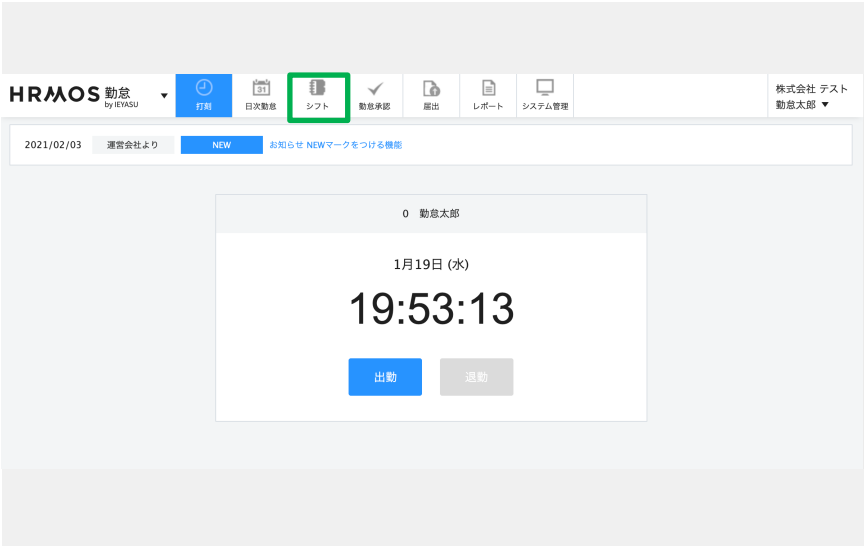 HRMOS 勤怠 ▼
by IEYASU
打刻
31
日次勤怠
シフト
勤怠承認
届出
レポート
システム管理
株式会社 テスト
勤怠太郎 ▼
2021/02/03 運営会社より NEW お知らせ NEWマークをつける機能
0 勤怠太郎
1月19日 (水)
19:53:13
出勤 退勤